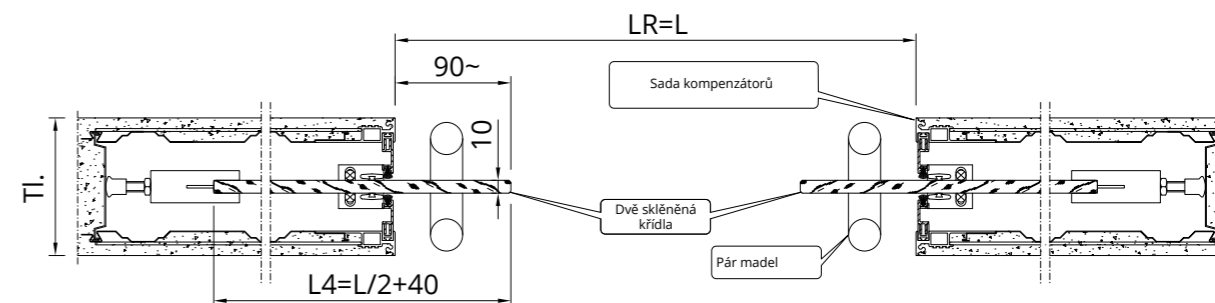 LR=L
90~
Sada kompenzátorů
10
Tl.
Dvě skleněná
křídla
Pár madel
L4=L/2+40